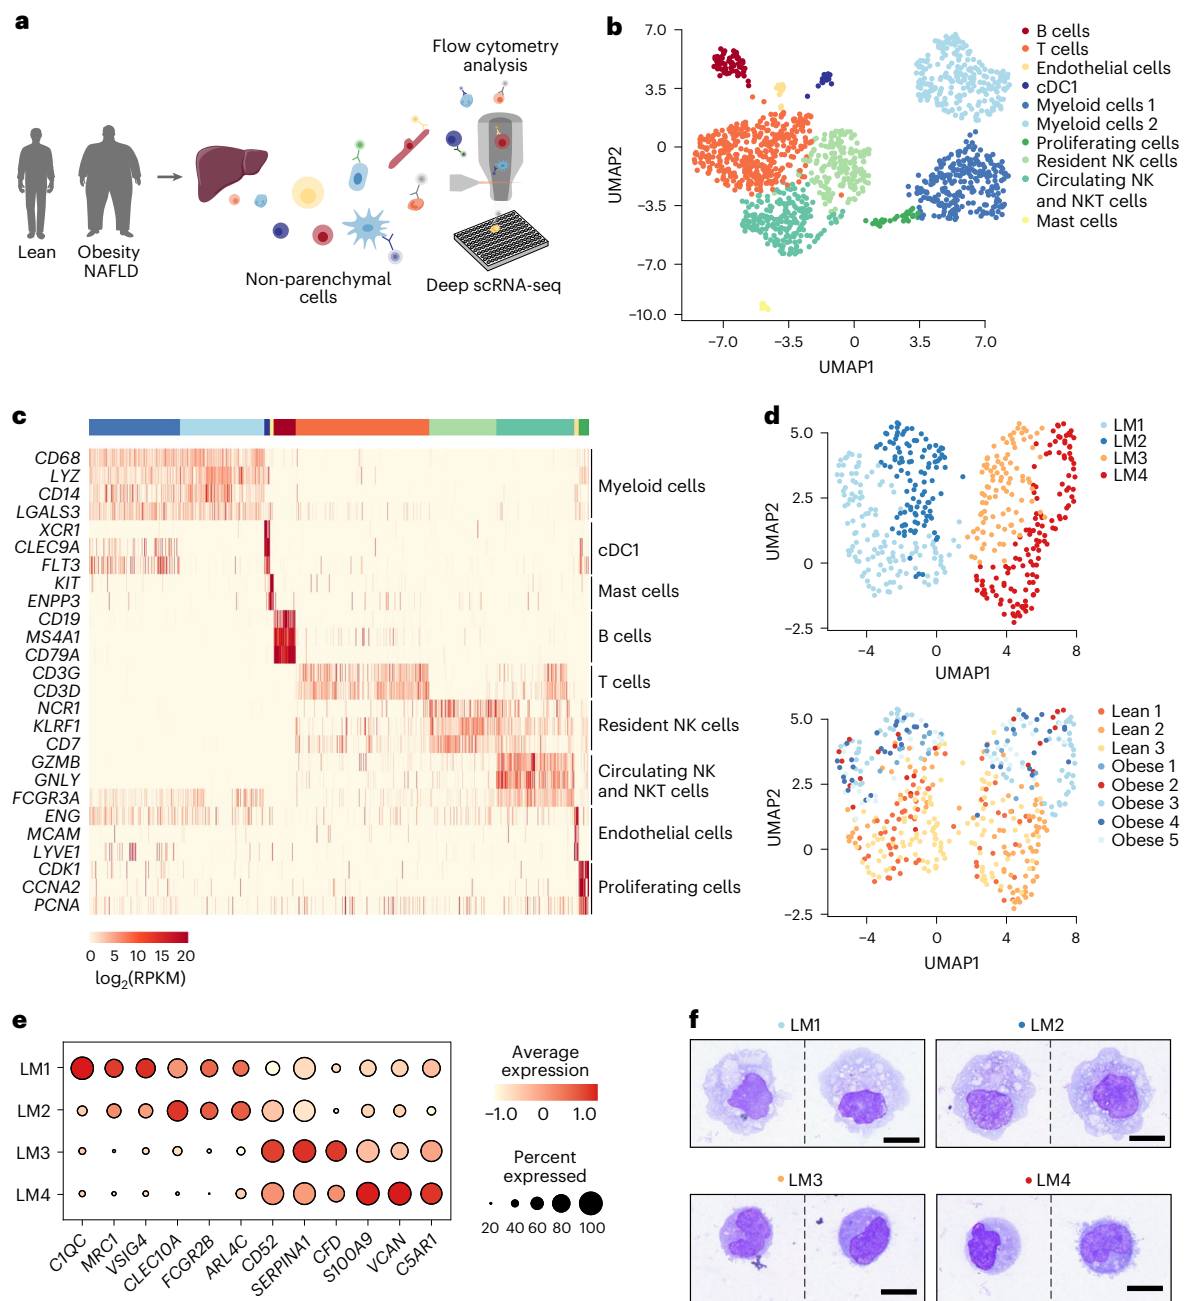 a
Flow cytometry
analysis
Lean
Obesity
NAFLD
Non-parenchymal
cells
Deep scRNA-seq
b
7.0
3.5
0
−3.5
−7.0
−10.0
UMAP2
−7.0 −3.5 0 3.5 7.0
UMAP1
B cells
T cells
Endothelial cells
cDC1
Myeloid cells 1
Myeloid cells 2
Proliferating cells
Resident NK cells
Circulating NK
and NKT cells
Mast cells
c
CD68
LYZ
CD14
LGALS3
XCR1
CLEC9A
FLT3
KIT
ENPP3
CD19
MS4A1
CD79A
CD3G
CD3D
NCR1
KLRF1
CD7
GZMB
GNLY
FCGR3A
ENG
MCAM
LYVE1
CDK1
CCNA2
PCNA
Myeloid cells
cDC1
Mast cells
B cells
T cells
Resident NK cells
Circulating NK
and NKT cells
Endothelial cells
Proliferating cells
0 5 10 15 20
log2(RPKM)
d
5.0
2.5
0
−2.5
UMAP2
−4 0 4 8
UMAP1
LM1
LM2
LM3
LM4
5.0
2.5
0
−2.5
UMAP2
−4 0 4 8
UMAP1
Lean 1
Lean 2
Lean 3
Obese 1
Obese 2
Obese 3
Obese 4
Obese 5
e
LM1
LM2
LM3
LM4
C1QC MRC1 VSIG4 CLEC10A FCGR2B ARL4C CD52 SERPINA1 CFD S100A9 VCAN C5AR1
Average
expression
−1.0 0 1.0
Percent
expressed
20 40 60 80 100
f
LM1
LM2
LM3
LM4